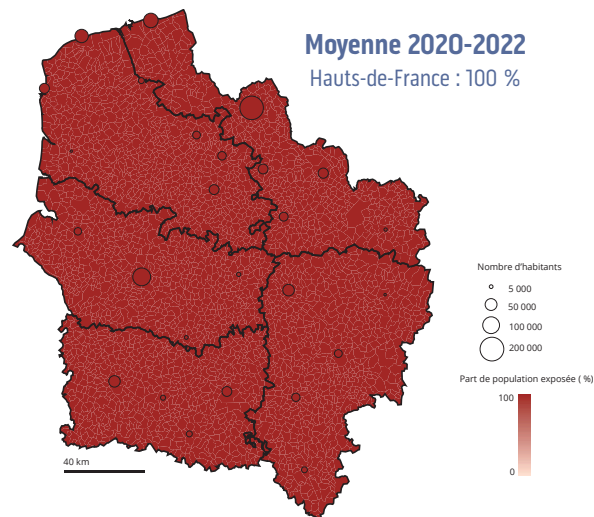 Moyenne 2020-2022
Hauts-de-France : 100 %
Nombre d'habitants
5 000
50 000
100 000
200 000
Part de population exposée ( %)
100
0
40 km